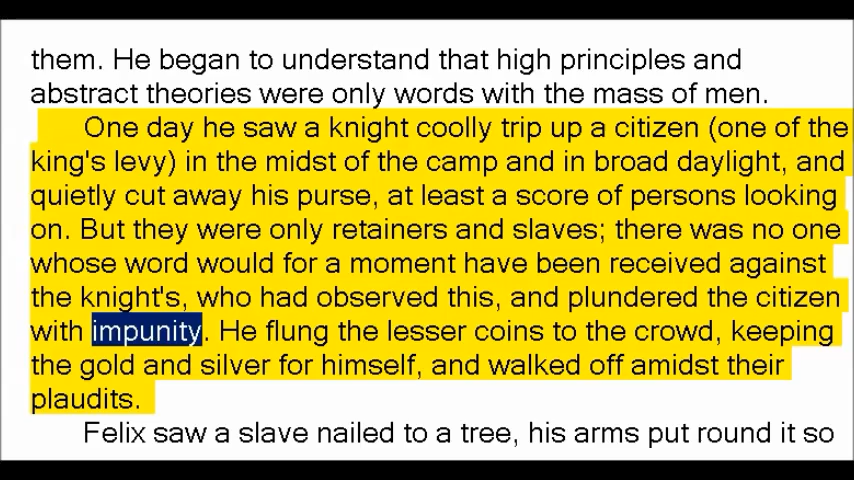 them. He began to understand that high principles and
abstract theories were only words with the mass of men.
One day he saw a knight coolly trip up a citizen (one of the
king's levy) in the midst of the camp and in broad daylight, and
quietly cut away his purse, at least a score of persons looking
on. But they were only retainers and slaves; there was no one
whose word would for a moment have been received against
the knight's, who had observed this, and plundered the citizen
with impunity. He flung the lesser coins to the crowd, keeping
the gold and silver for himself, and walked off amidst their
plaudits.
Felix saw a slave nailed to a tree, his arms put round it so